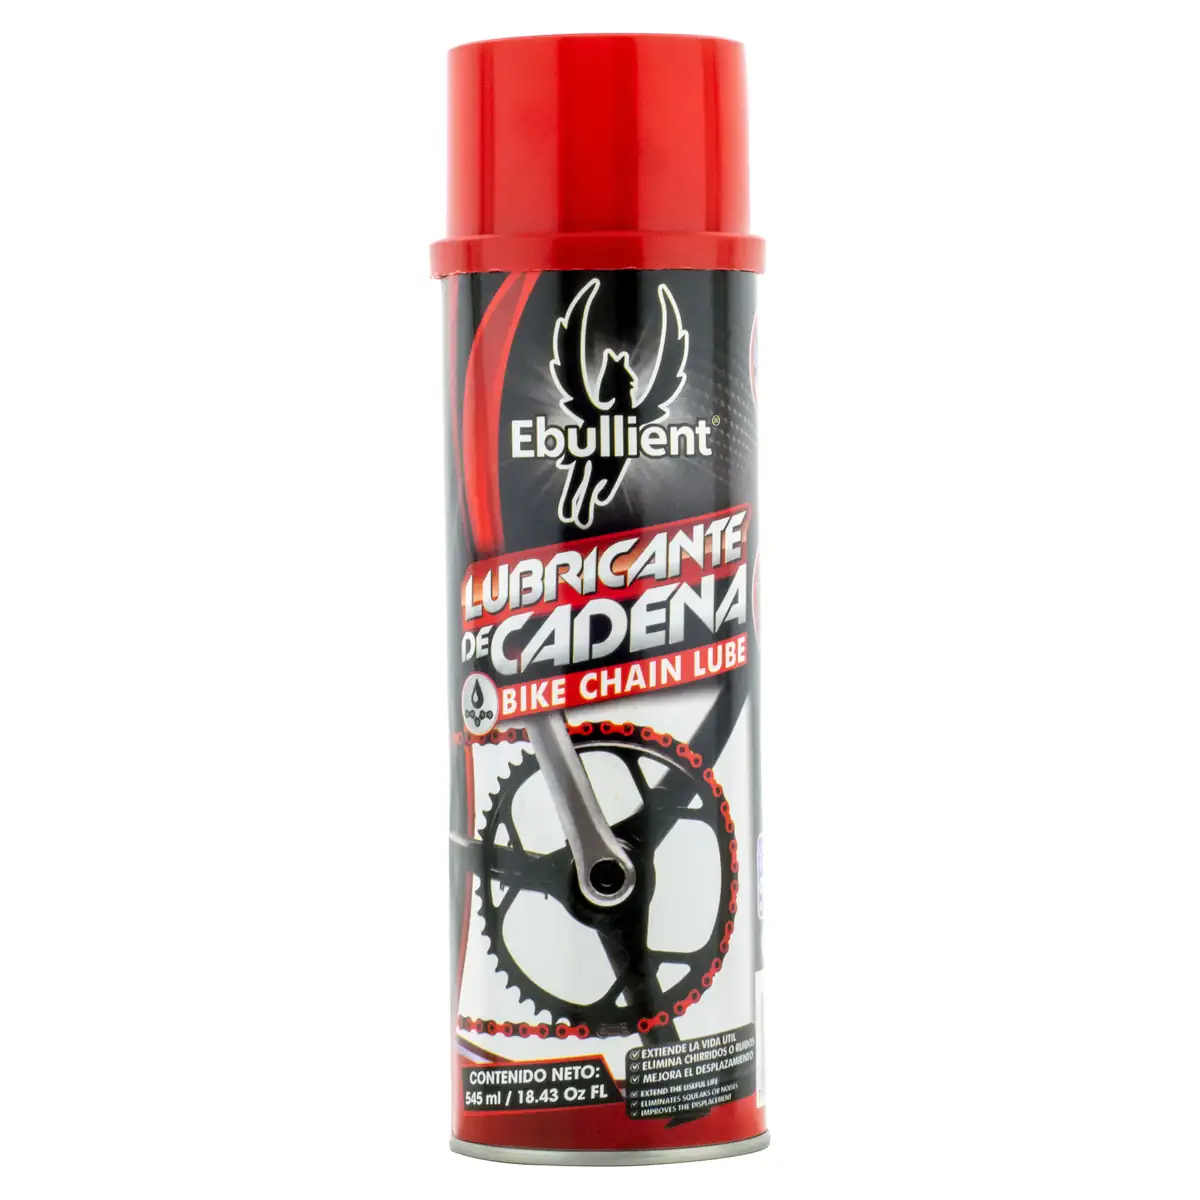 Ebullient®
LUBRICANTE
DE CADENA
BIKE CHAIN LUBE
EXTIENDE LA VIDA UTIL
ELIMINA CHIRRIDOS O RUIDOS
MEJORA EL DESPLAZAMIENTO
EXTEND THE USEFUL LIFE
ELIMINATES SQUEAKS OR NOISES
IMPROVES THE DISPLACEMENT
CONTENIDO NETO:
545 ml / 18.43 Oz FL